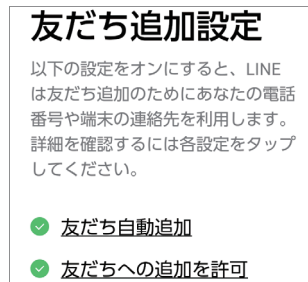 友だち追加設定
以下の設定をオンにすると、LINE
は友だち追加のためにあなたの電話
番号や端末の連絡先を利用します。
詳細を確認するには各設定をタップ
してください。
友だち自動追加
友だちへの追加を許可